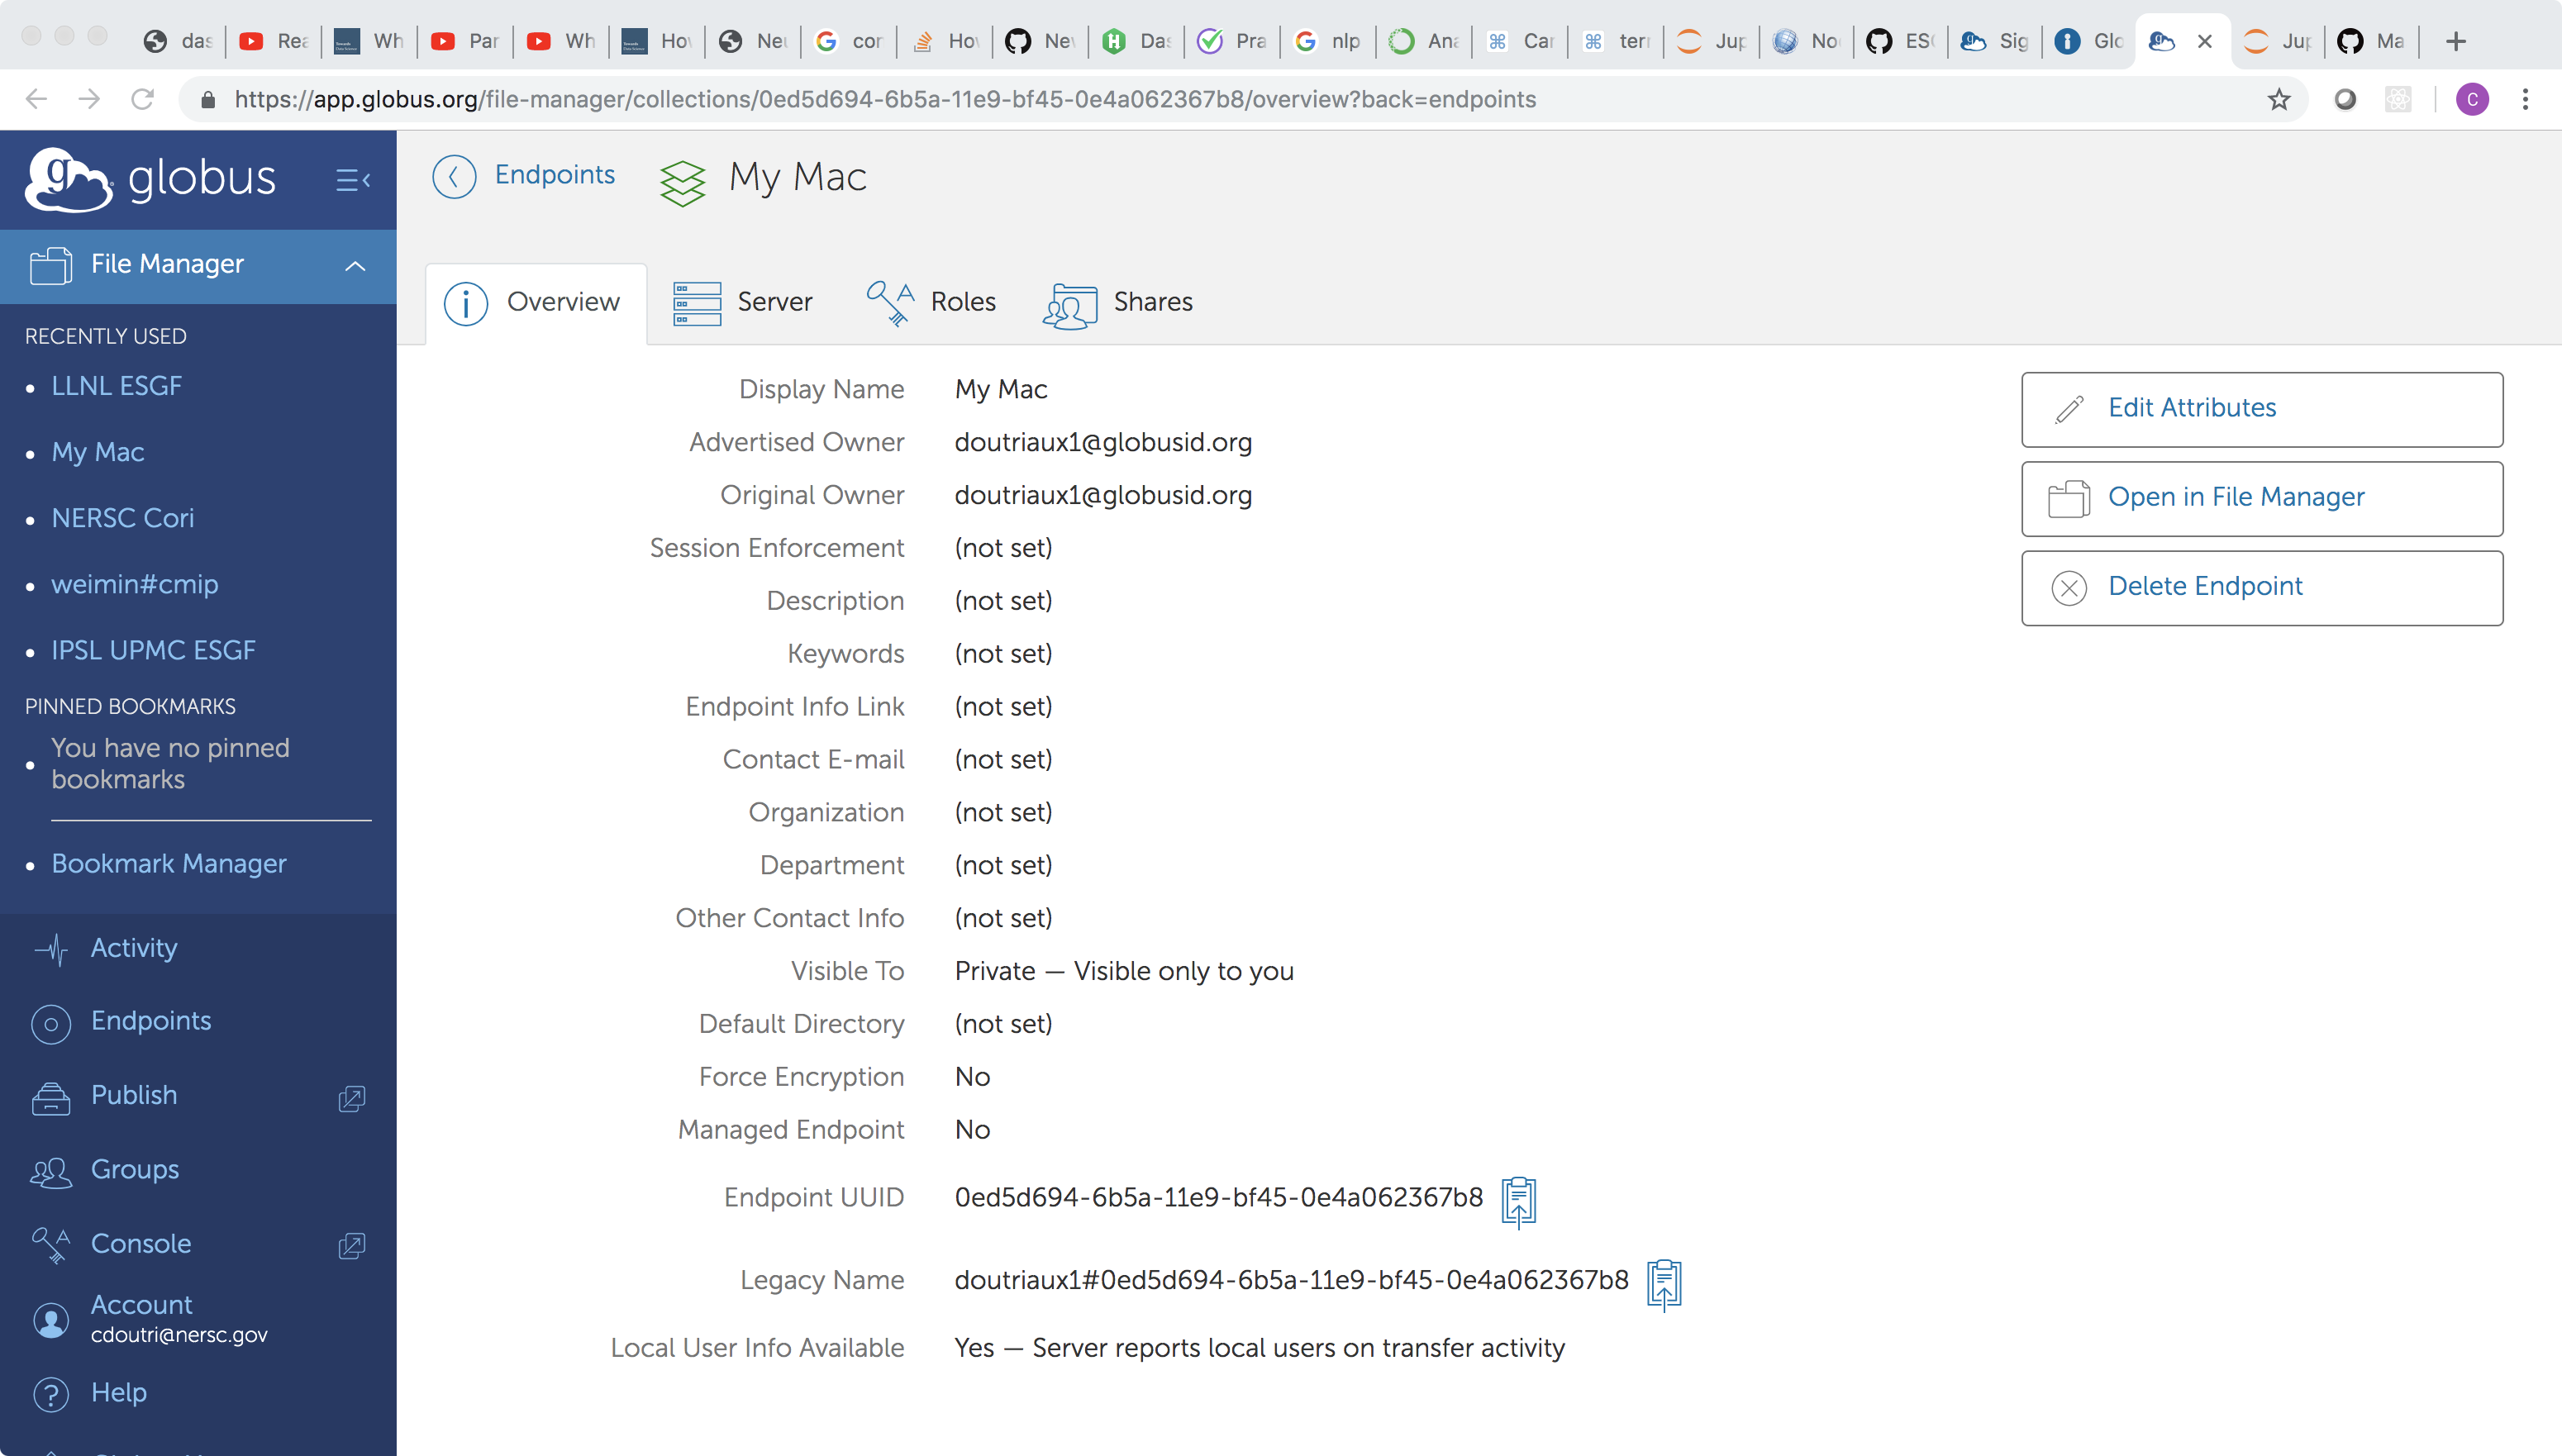 das Rea Wh Par Wh Hov Neu cor Hov Nev Das Pra nlp Ana Car terr Jup No ESG Sig Glo Jup Ma
https://app.globus.org/file-manager/collections/0ed5d694-6b5a-11e9-bf45-0e4a062367b8/overview?back=endpoints
C
globus
Endpoints
My Mac
File Manager
Overview
Server
Roles
Shares
RECENTLY USED
LLNL ESGF
My Mac
NERSC Cori
weimin#cmip
IPSL UPMC ESGF
PINNED BOOKMARKS
You have no pinned
bookmarks
Bookmark Manager
Activity
Endpoints
Publish
Groups
Console
Account
cdoutri@nersc.gov
Help
Display Name My Mac
Advertised Owner doutriaux1@globusid.org
Original Owner doutriaux1@globusid.org
Session Enforcement (not set)
Description (not set)
Keywords (not set)
Endpoint Info Link (not set)
Contact E-mail (not set)
Organization (not set)
Department (not set)
Other Contact Info (not set)
Visible To Private — Visible only to you
Default Directory (not set)
Force Encryption No
Managed Endpoint No
Endpoint UUID 0ed5d694-6b5a-11e9-bf45-0e4a062367b8
Legacy Name doutriaux1#0ed5d694-6b5a-11e9-bf45-0e4a062367b8
Local User Info Available Yes — Server reports local users on transfer activity
Edit Attributes
Open in File Manager
Delete Endpoint